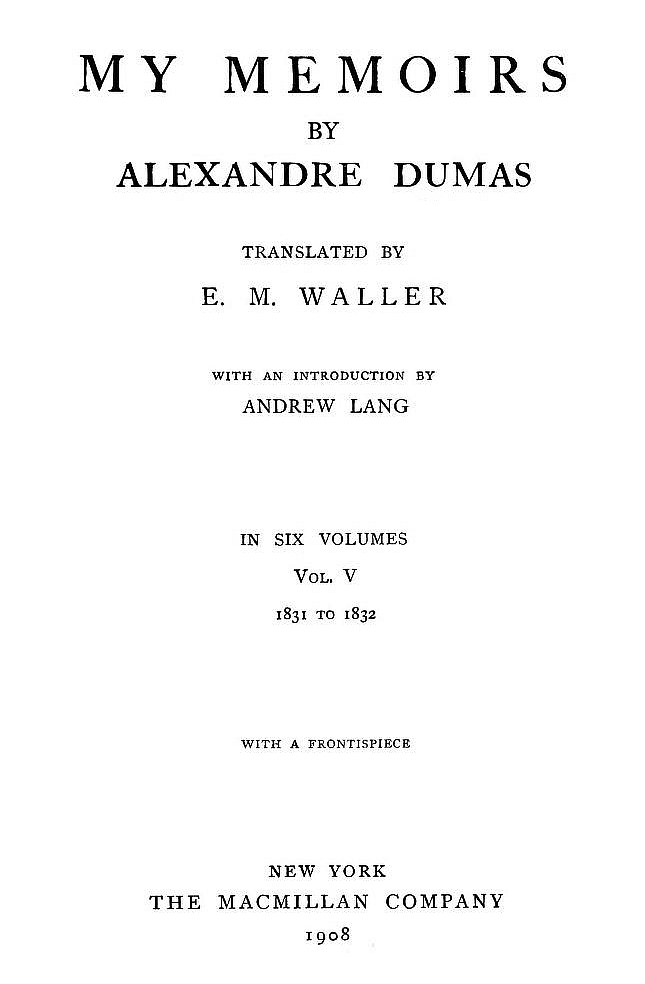 MY MEMOIRS
BY
ALEXANDRE DUMAS
TRANSLATED BY
E. M. WALLER
WITH AN INTRODUCTION BY
ANDREW LANG
IN SIX VOLUMES
VOL. V
1831 TO 1832
WITH A FRONTISPIECE
NEW YORK
THE MACMILLAN COMPANY
1908